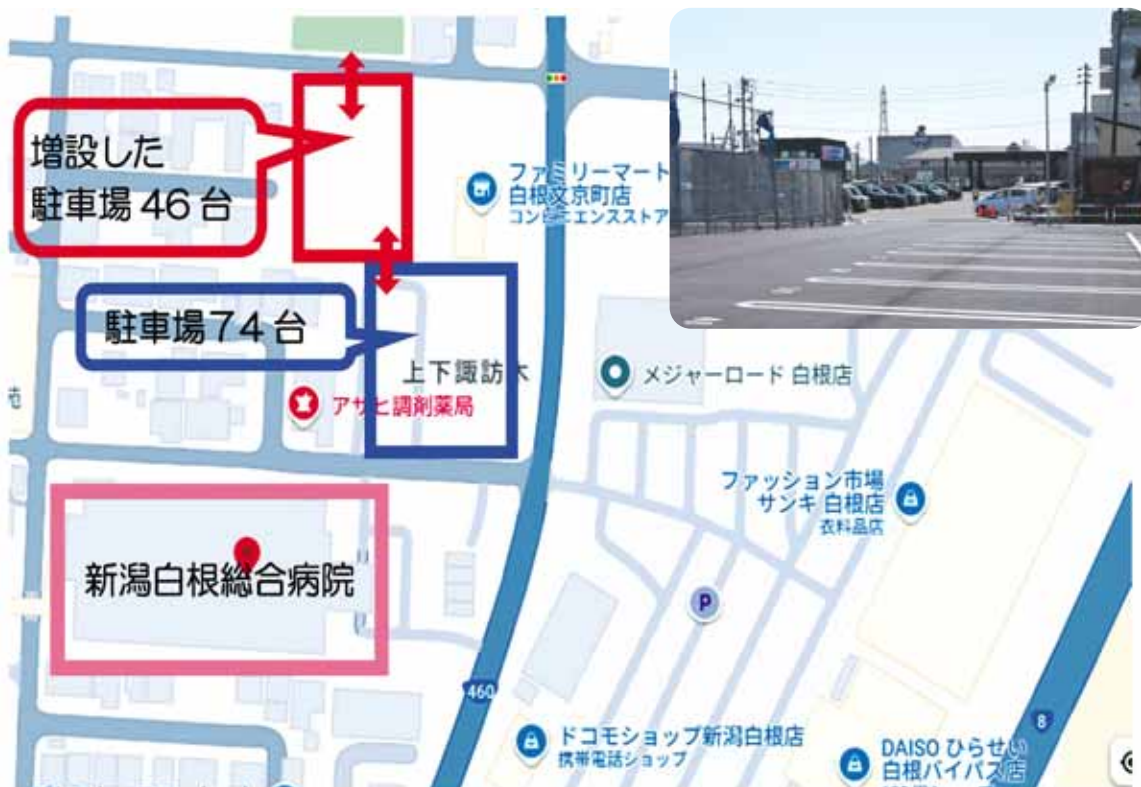 増設した
駐車場 46 台
ファミリーマート
白根文京町店
コンビニエンスストア
駐車場74 台
上下諏訪木
メジャーロード 白根店
アサヒ調剤薬局
苑
ファッション市場
サンキ 白根店
衣料品店
新潟白根総合病院
P
460
8
ドコモショップ新潟白根店
携帯電話ショップ
DAISO ひらせい
白根バイパス店